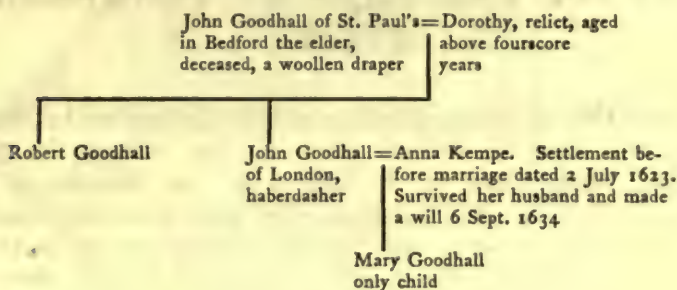 John Goodhall of St. Paul's=Dorothy, relict, aged
in Bedford the elder, above fourscore
deceased, a woollen draper years
Robert Goodhall John Goodhall=Anna Kempe. Settlement be-
of London, fore marriage dated 2 July 1623.
haberdasher Survived her husband and made
a will 6 Sept. 1634
Mary Goodhall
only child